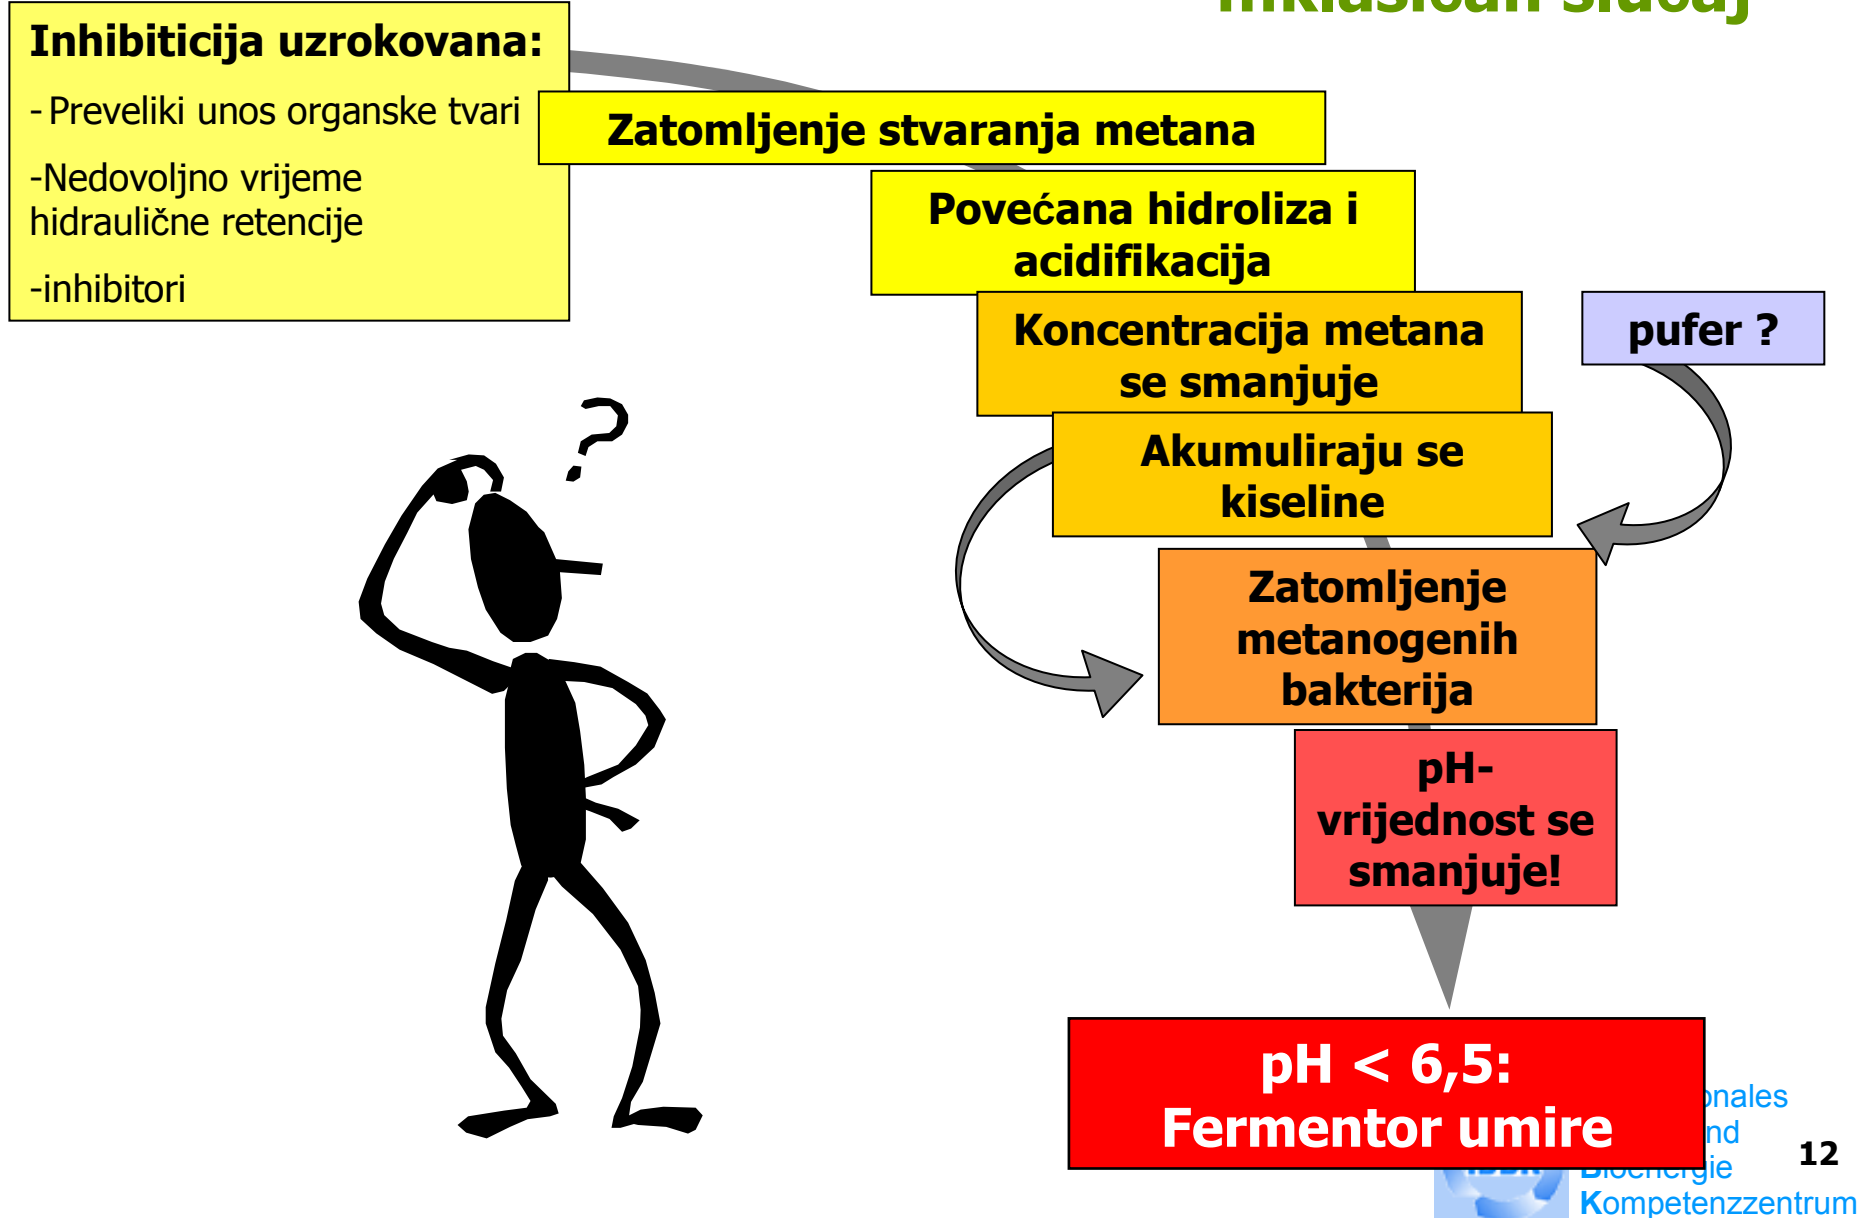 slučaj
Inhibiticija uzrokovana:
- Preveliki unos organske tvari
-Nedovoljno vrijeme
hidraulične retencije
-inhibitori
Zatomljenje stvaranja metana
Povećana hidroliza i
acidifikacija
Koncentracija metana
se smanjuje
pufer ?
Akumuliraju se
kiseline
Zatomljenje
metanogenih
bakterija
pH-
vrijednost se
smanjuje!
pH < 6,5:
Fermentor umire
Bioenergie
Kompetenzzentrum
12